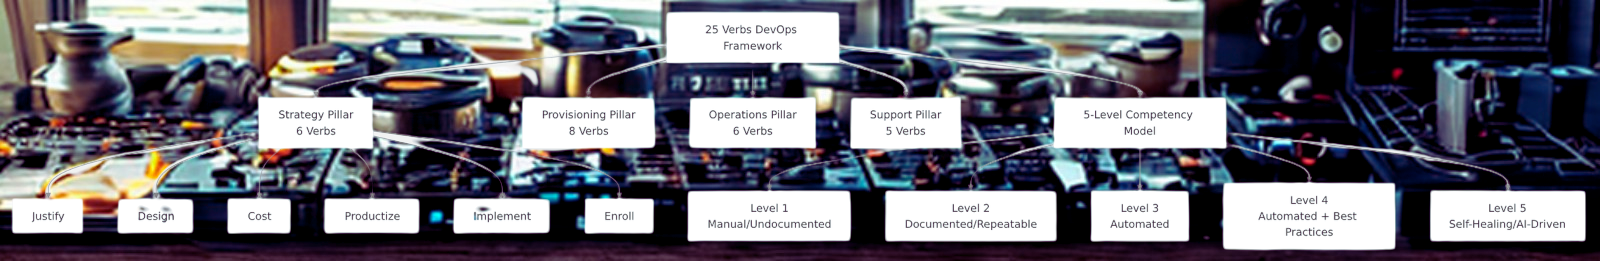 25 Verbs DevOps
Framework
Strategy Pillar
6 Verbs
Provisioning Pillar
8 Verbs
Operations Pillar
6 Verbs
Support Pillar
5 Verbs
5-Level Competency
Model
Justify
Design
Cost
Productize
Implement
Enroll
Level 1
Manual/Undocumented
Level 2
Documented/Repeatable
Level 3
Automated
Level 4
Automated + Best
Practices
Level 5
Self-Healing/AI-Driven